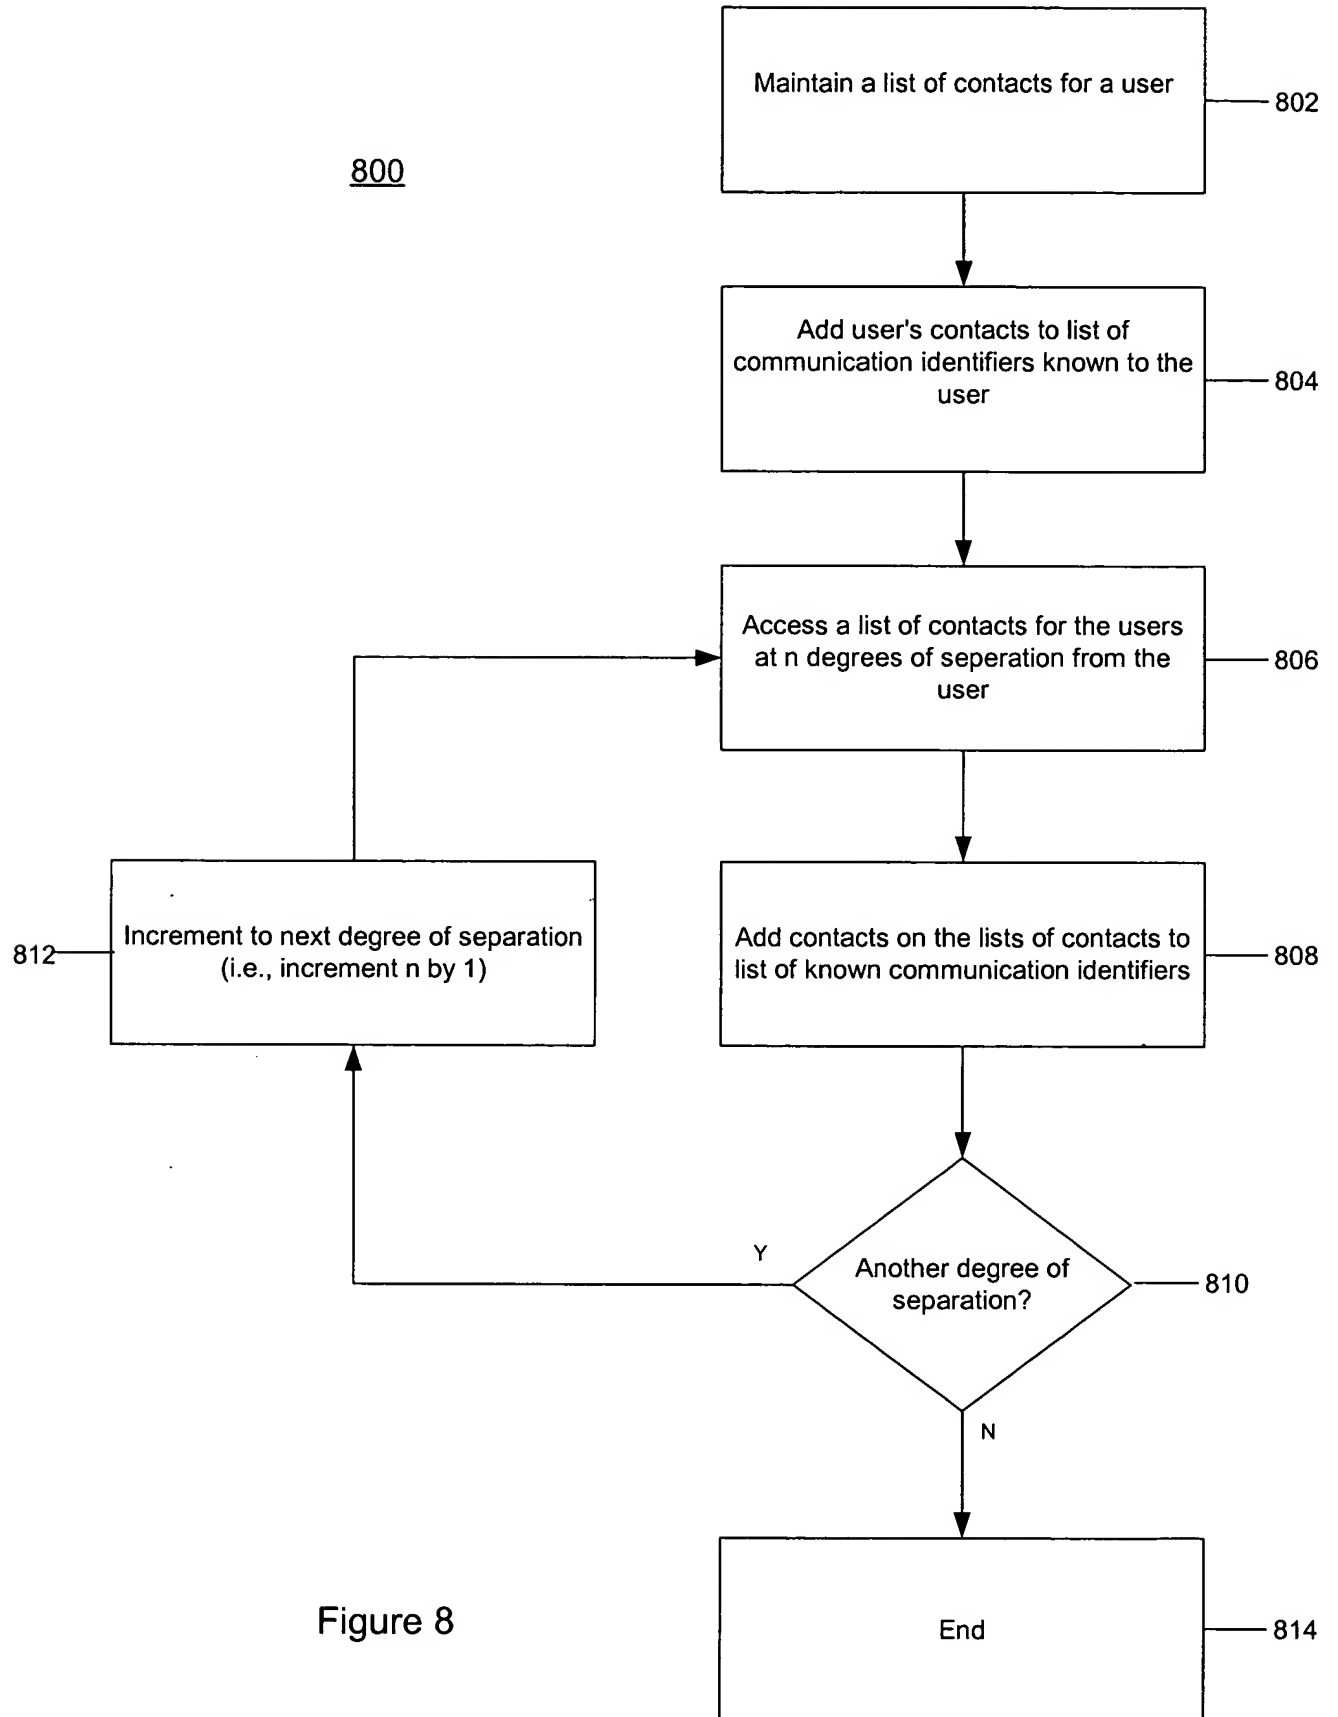 Maintain a list of contacts for a user
802
800
Add user's contacts to list of
communication identifiers known to the
user
804
Access a list of contacts for the users
at n degrees of seperation from the
user
806
Increment to next degree of separation
(i.e., increment n by 1)
812
Add contacts on the lists of contacts to
list of known communication identifiers
808
Y
Another degree of
separation?
810
N
Figure 8
End
814